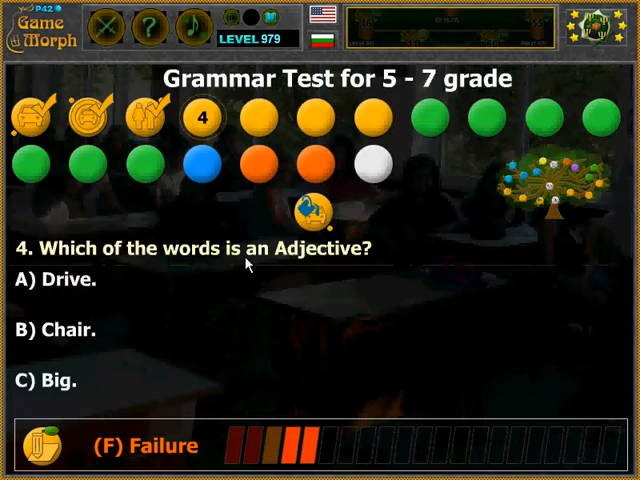 P42
Game
Morph
LEVEL 979
Grammar Test for 5 - 7 grade
4
4. Which of the words is an Adjective?
A) Drive.
B) Chair.
C) Big.
(F) Failure